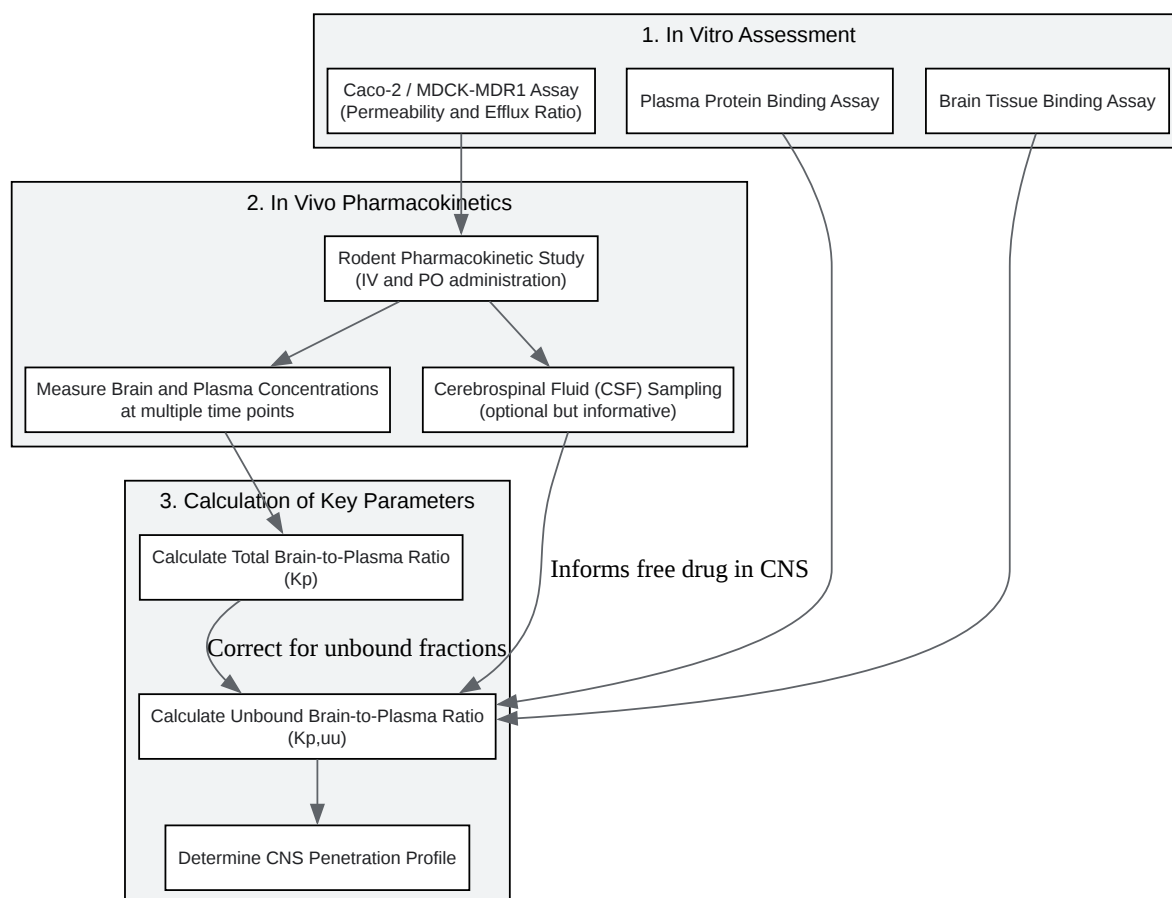 1. In Vitro Assessment
Caco-2 / MDCK-MDR1 Assay
(Permeability and Efflux Ratio)
Plasma Protein Binding Assay
Brain Tissue Binding Assay
2. In Vivo Pharmacokinetics
Rodent Pharmacokinetic Study
(IV and PO administration)
Measure Brain and Plasma Concentrations
at multiple time points
Cerebrospinal Fluid (CSF) Sampling
(optional but informative)
3. Calculation of Key Parameters
Calculate Total Brain-to-Plasma Ratio
(Kp)
Informs free drug in CNS
Correct for unbound fractions
Calculate Unbound Brain-to-Plasma Ratio
(Kp,uu)
Determine CNS Penetration Profile